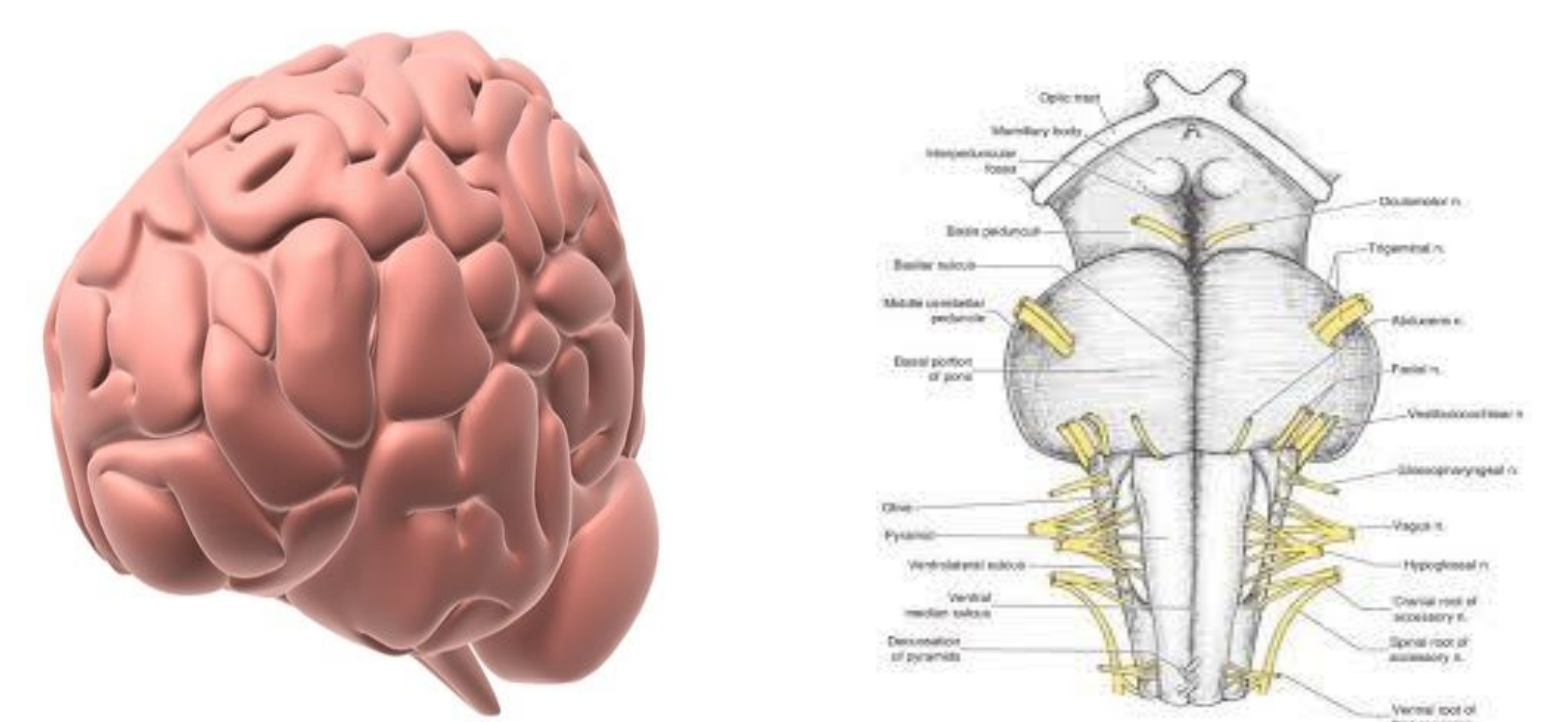 Optic tract
Mamillary body
Interpeduncular
fossa
Basis pedunculi
Basilar sulcus
Middle cerebellar
peduncle
Basal portion
of pons
Olive
Pyramid
Ventrolateral sulcus
Ventral
median sulcus
Decussation
of pyramids
Oculomotor n.
Trigeminal n.
Abducens n.
Facial n.
Vestibulocochlear n
Glossopharyngeal n.
Vagus n.
Hypoglossal n.
Cranial root of
accessory n.
Spinal root of
accessory n.
Ventral root of